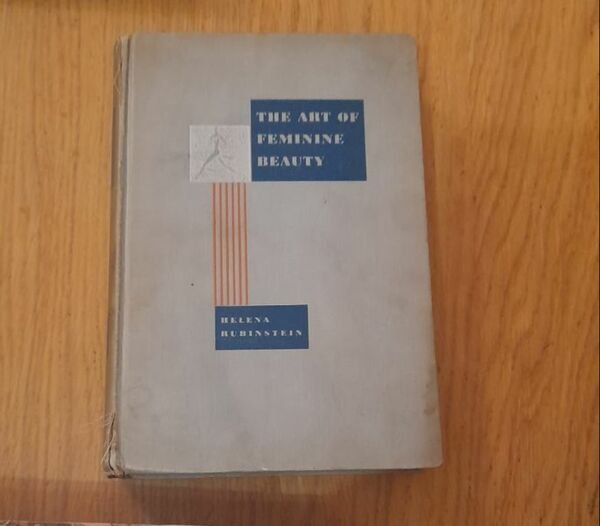 THE ART OF
FEMININE
BEAUTY
HELENA
RUBINSTEIN